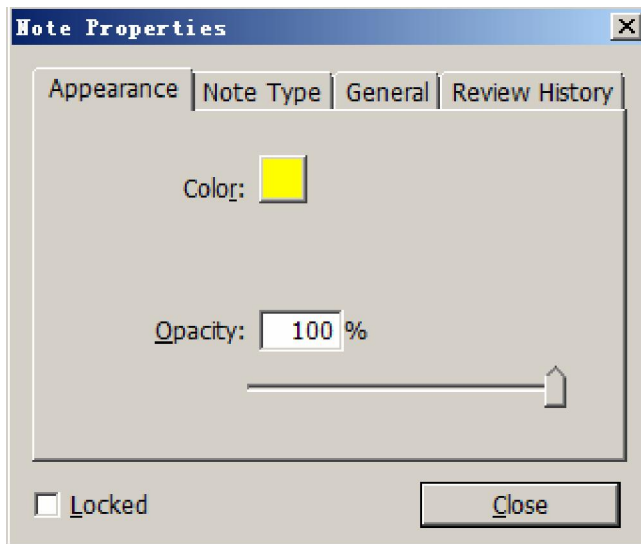 Note Properties
Appearance Note Type General Review History
Color:
Opacity: 100 %
Locked Close